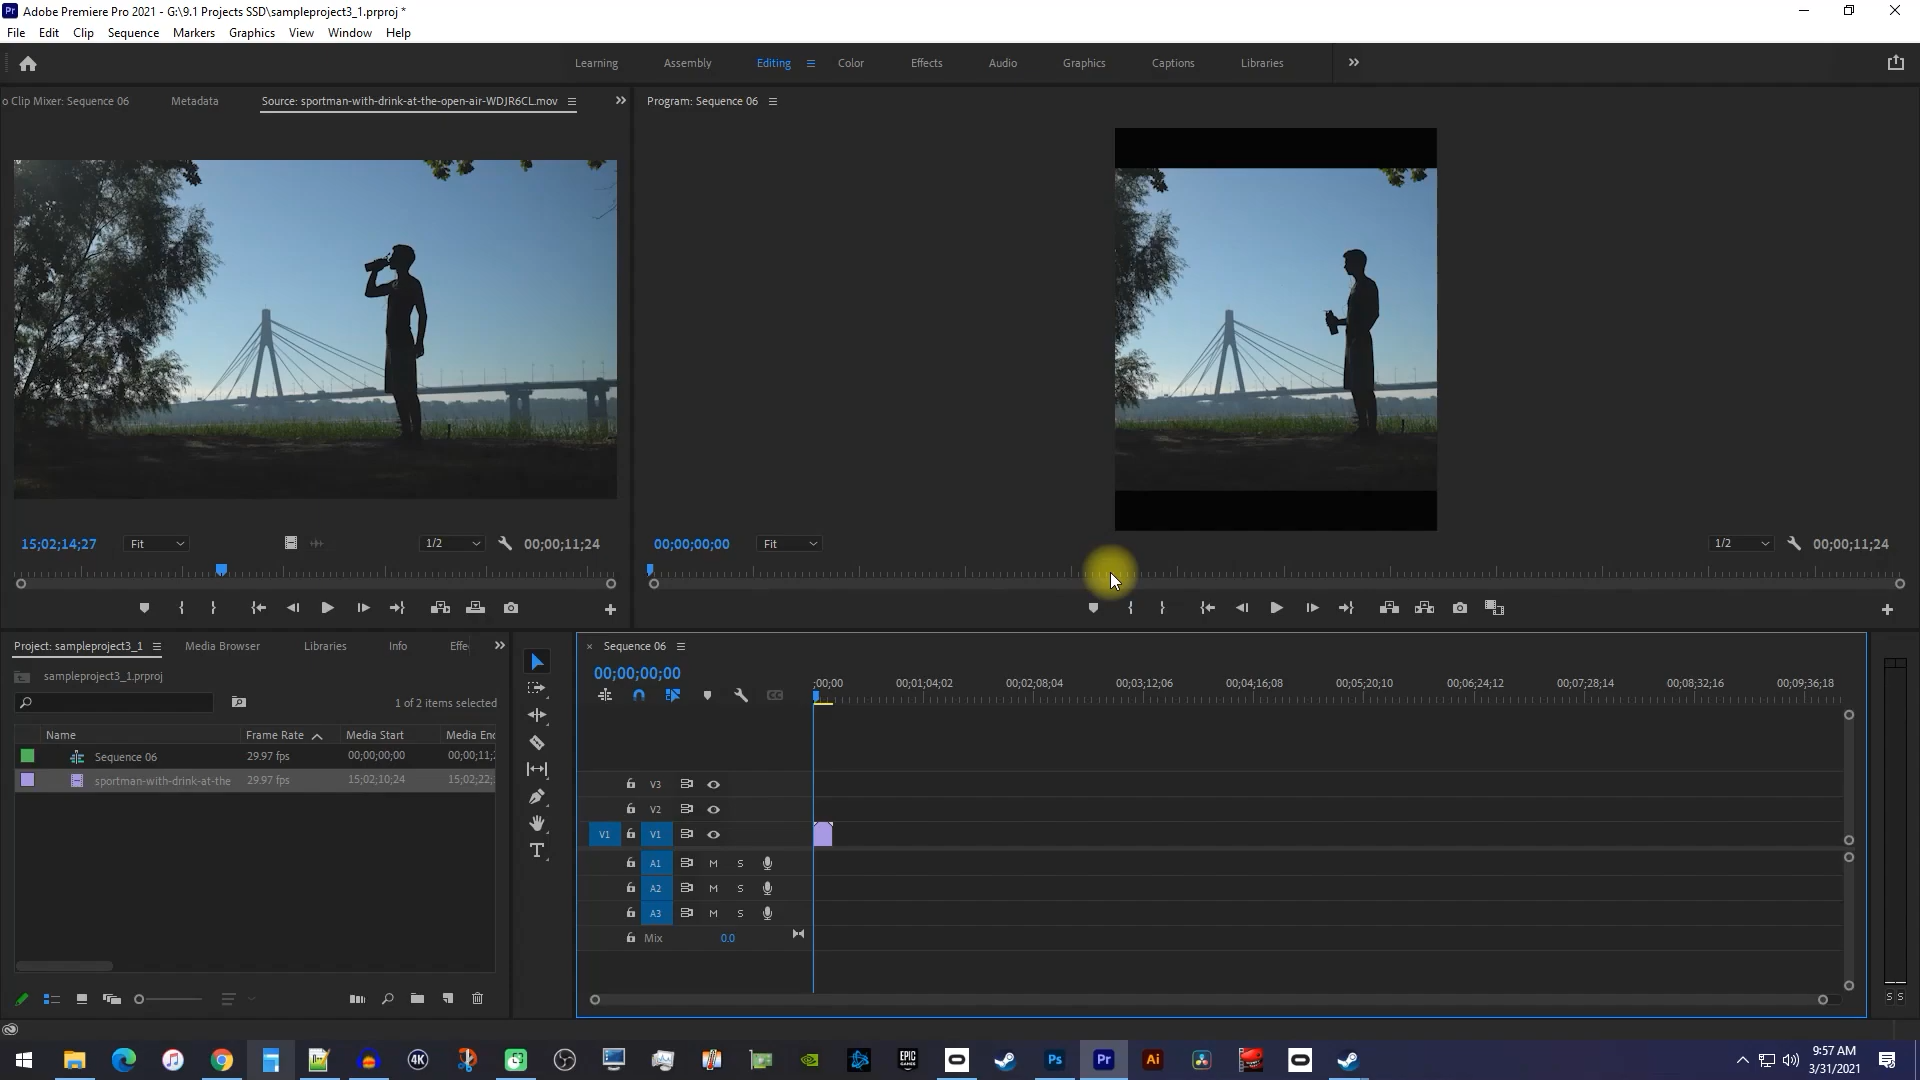 Pr Adobe Premiere Pro 2021 - G:\9.1 Projects SSD\sampleproject3_1.prproj *
File Edit Clip Sequence Markers Graphics View Window Help
Learning Assembly Editing Color Effects Audio Graphics Captions Libraries
o Clip Mixer: Sequence 06 Metadata Source: sportman-with-drink-at-the-open-air-WDJR6CL.mov Program: Sequence 06
15;02;14;27 Fit 1/2 00;00;11;24 00;00;00;00 Fit 1/2 00;00;11;24
Project: sampleproject3_1 Media Browser Libraries Info Effe
sampleproject3_1.prproj
1 of 2 items selected
Name Frame Rate Media Start Media Enc
Sequence 06 29.97 fps 00;00;00;00 00;00;11;
sportman-with-drink-at-the 29.97 fps 15;02;10;24 15;02;22;
Sequence 06
00;00;00;00
;00;00 00;01;04;02 00;02;08;04 00;03;12;06 00;04;16;08 00;05;20;10 00;06;24;12 00;07;28;14 00;08;32;16 00;09;36;18
CC
V3
V2
V1 V1
A1 M S
A2 M S
A3 M S
Mix 0.0
S S
T
4K EPIC GAMES Ps Pr Ai
9:57 AM
3/31/2021